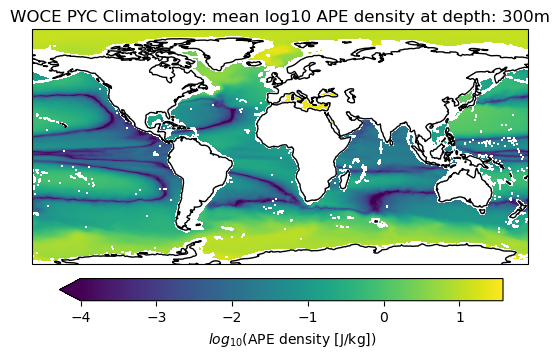 WOCE PYC Climatology: mean log10 APE density at depth: 300m
−4 −3 −2 −1 0 1
log10(APE density [J/kg])